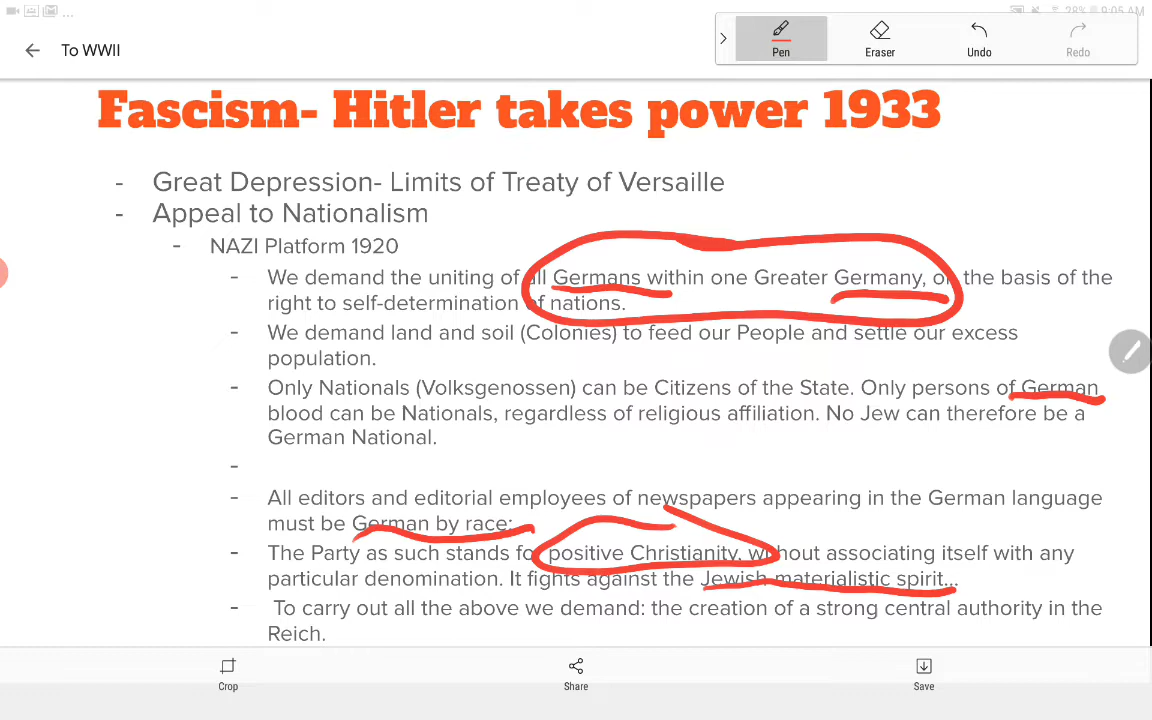 28% 9:05 AM
To WWII
Pen
Eraser
Undo
Redo
Fascism- Hitler takes power 1933
- Great Depression- Limits of Treaty of Versaille
- Appeal to Nationalism
- NAZI Platform 1920
- We demand the uniting of all Germans within one Greater Germany, on the basis of the
right to self-determination of nations.
- We demand land and soil (Colonies) to feed our People and settle our excess
population.
- Only Nationals (Volksgenossen) can be Citizens of the State. Only persons of German
blood can be Nationals, regardless of religious affiliation. No Jew can therefore be a
German National.
-
- All editors and editorial employees of newspapers appearing in the German language
must be German by race;
- The Party as such stands for positive Christianity, without associating itself with any
particular denomination. It fights against the Jewish materialistic spirit...
- To carry out all the above we demand: the creation of a strong central authority in the
Reich.
Crop
Share
Save